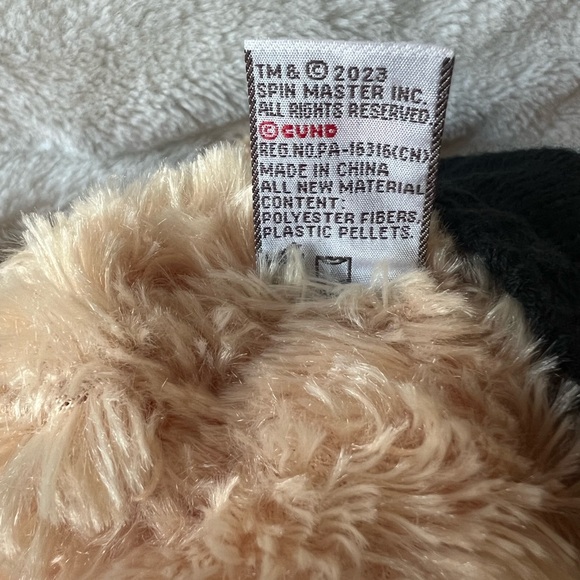 TM & © 2023
SPIN MASTER INC.
ALL RIGHTS RESERVED.
GUND
REG.NO.PA-16316(CN)
MADE IN CHINA
ALL NEW MATERIAL
CONTENT:
POLYESTER FIBERS,
PLASTIC PELLETS.